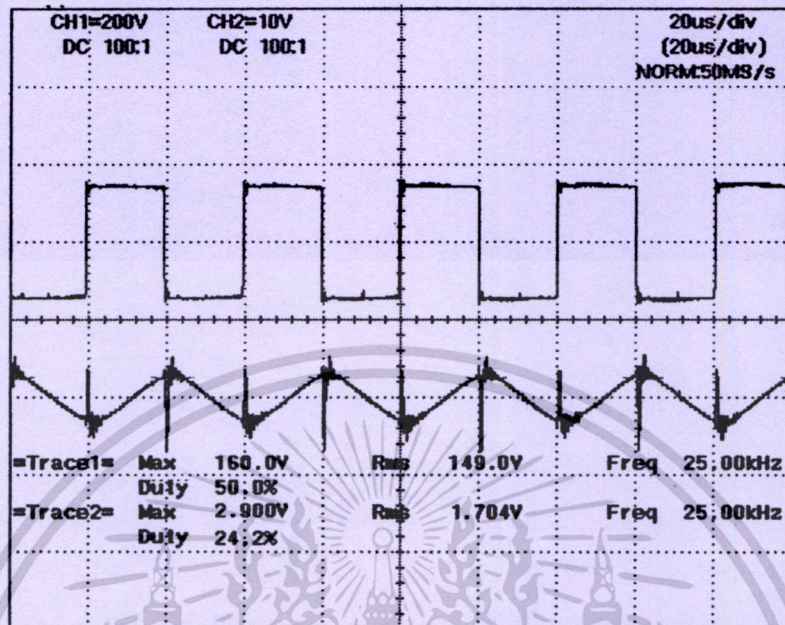 CH1=200V CH2=10V 20us/div
DC 100:1 DC 100:1 (20us/div)
NORM:50MS/s
=Trace1= Max 160.0V Rms 149.0V Freq 25.00kHz
Duty 50.0%
=Trace2= Max 2.900V Rms 1.704V Freq 25.00kHz
Duty 24.2%